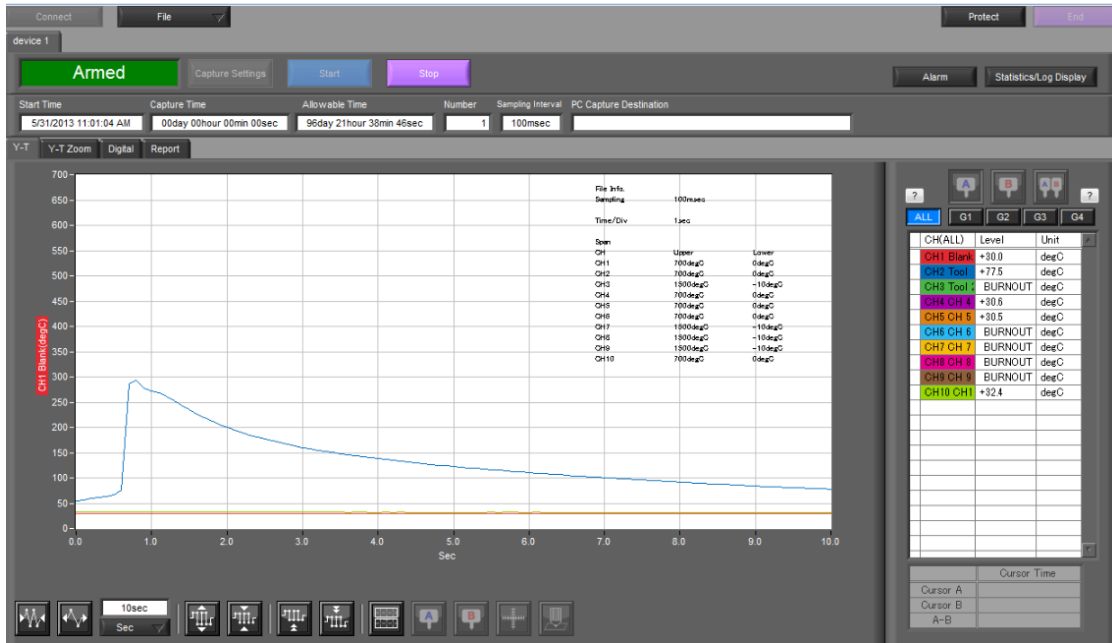 Connect File Protect End
device 1
Armed Capture Settings Start Stop Alarm Statistics/Log Display
Start Time Capture Time Allowable Time Number Sampling Interval PC Capture Destination
5/31/2013 11:01:04 AM 00day 00hour 00min 00sec 96day 21hour 38min 46sec 1 100msec
Y-T Y-T Zoom Digital Report
700
650
600
550
500
450
400
350
300
250
200
150
100
50
0
CH1 Blank(degC)
0.0 1.0 2.0 3.0 4.0 5.0 6.0 7.0 8.0 9.0 10.0
Sec
File Info.
Sampling 100msec
Time/Div 1sec
Span
CH Upper Lower
CH1 700degC 0degC
CH2 700degC 0degC
CH3 1300degC -10degC
CH4 700degC 0degC
CH5 700degC 0degC
CH6 700degC 0degC
CH7 1300degC -10degC
CH8 1300degC -10degC
CH9 1300degC -10degC
CH10 700degC 0degC
? A B A B ?
ALL G1 G2 G3 G4
CH(ALL) Level Unit
CH1 Blank +30.0 degC
CH2 Tool +77.5 degC
CH3 Tool BURNOUT degC
CH4 CH 4 +30.6 degC
CH5 CH 5 +30.5 degC
CH6 CH 6 BURNOUT degC
CH7 CH 7 BURNOUT degC
CH8 CH 8 BURNOUT degC
CH9 CH 9 BURNOUT degC
CH10 CH1 +32.4 degC
Cursor Time
Cursor A
Cursor B
A-B
10sec
Sec
A B